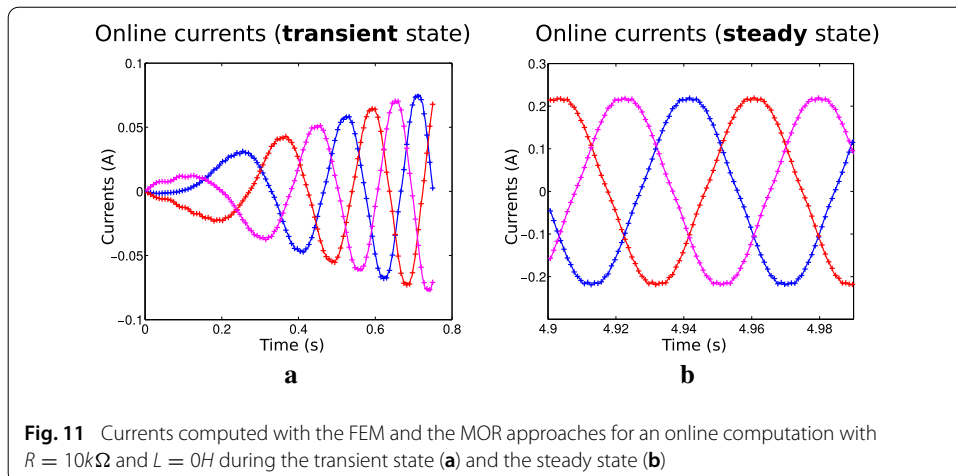 Online currents (transient state)
Online currents (steady state)
0.1
0.05
0
−0.05
−0.1
Currents (A)
0
0.2
0.4
0.6
0.8
Time (s)
a
0.3
0.2
0.1
0
−0.1
−0.2
Currents (A)
4.9
4.92
4.94
4.96
4.98
Time (s)
b
Fig. 11 Currents computed with the FEM and the MOR approaches for an online computation with
R = 10kΩ and L = 0H during the transient state (a) and the steady state (b)